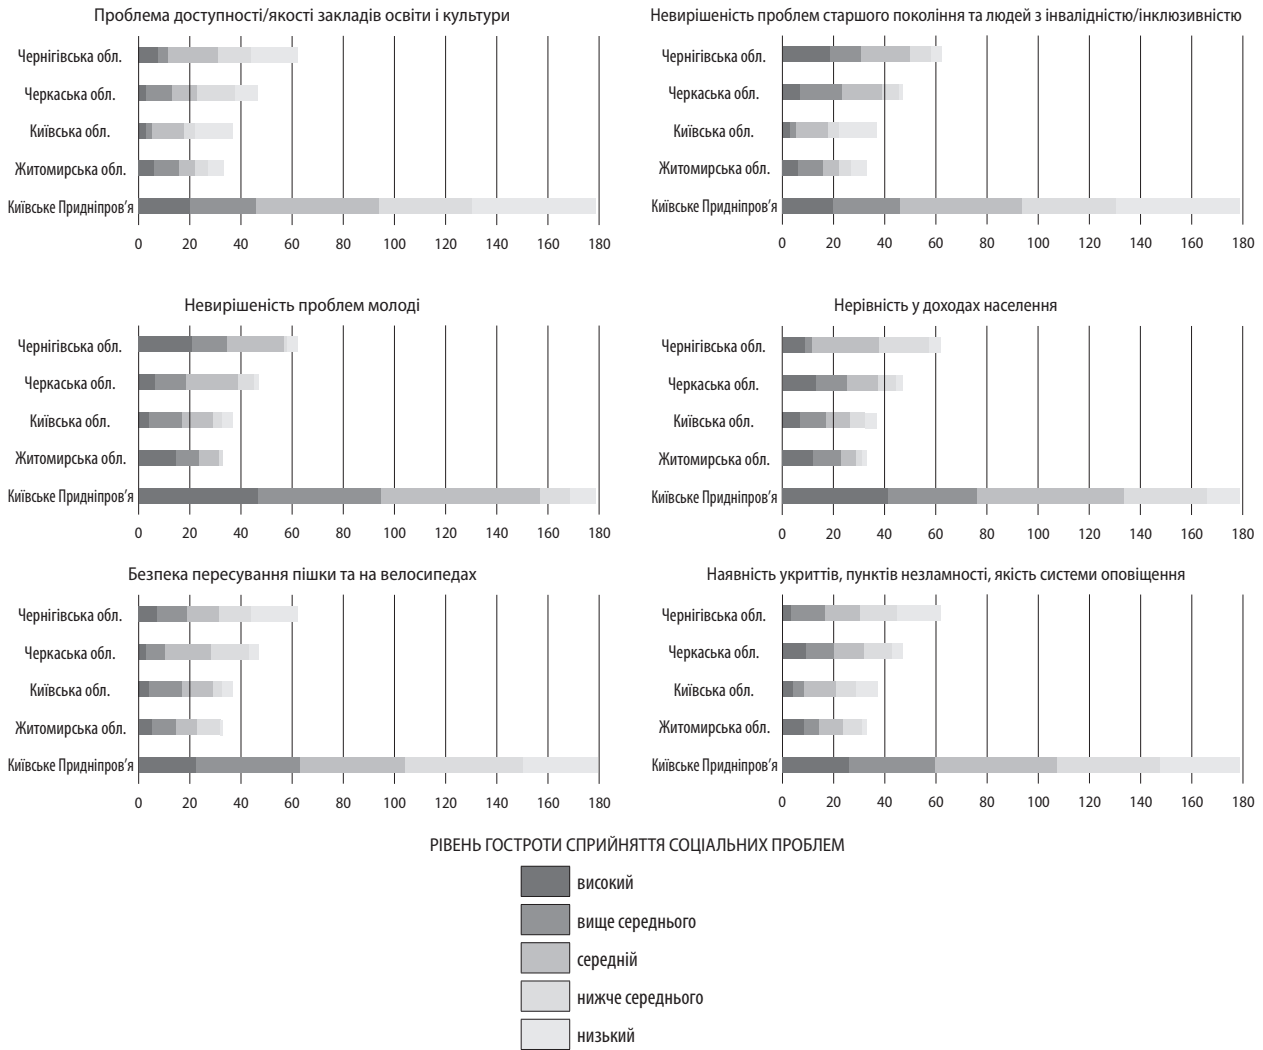 Проблема доступності/якості закладів освіти і культури
Чернігівська обл.
Черкаська обл.
Київська обл.
Житомирська обл.
Київське Придніпров’я
0 20 40 60 80 100 120 140 160 180
Невирішеність проблем старшого покоління та людей з інвалідністю/інклюзивністю
Чернігівська обл.
Черкаська обл.
Київська обл.
Житомирська обл.
Київське Придніпров’я
0 20 40 60 80 100 120 140 160 180
Невирішеність проблем молоді
Чернігівська обл.
Черкаська обл.
Київська обл.
Житомирська обл.
Київське Придніпров’я
0 20 40 60 80 100 120 140 160 180
Нерівність у доходах населення
Чернігівська обл.
Черкаська обл.
Київська обл.
Житомирська обл.
Київське Придніпров’я
0 20 40 60 80 100 120 140 160 180
Безпека пересування пішки та на велосипедах
Чернігівська обл.
Черкаська обл.
Київська обл.
Житомирська обл.
Київське Придніпров’я
0 20 40 60 80 100 120 140 160 180
Наявність укриттів, пунктів незламності, якість системи оповіщення
Чернігівська обл.
Черкаська обл.
Київська обл.
Житомирська обл.
Київське Придніпров’я
0 20 40 60 80 100 120 140 160 180
РІВЕНЬ ГОСТРОТИ СПРИЙНЯТТЯ СОЦІАЛЬНИХ ПРОБЛЕМ
високий
вище середнього
середній
нижче середнього
низький